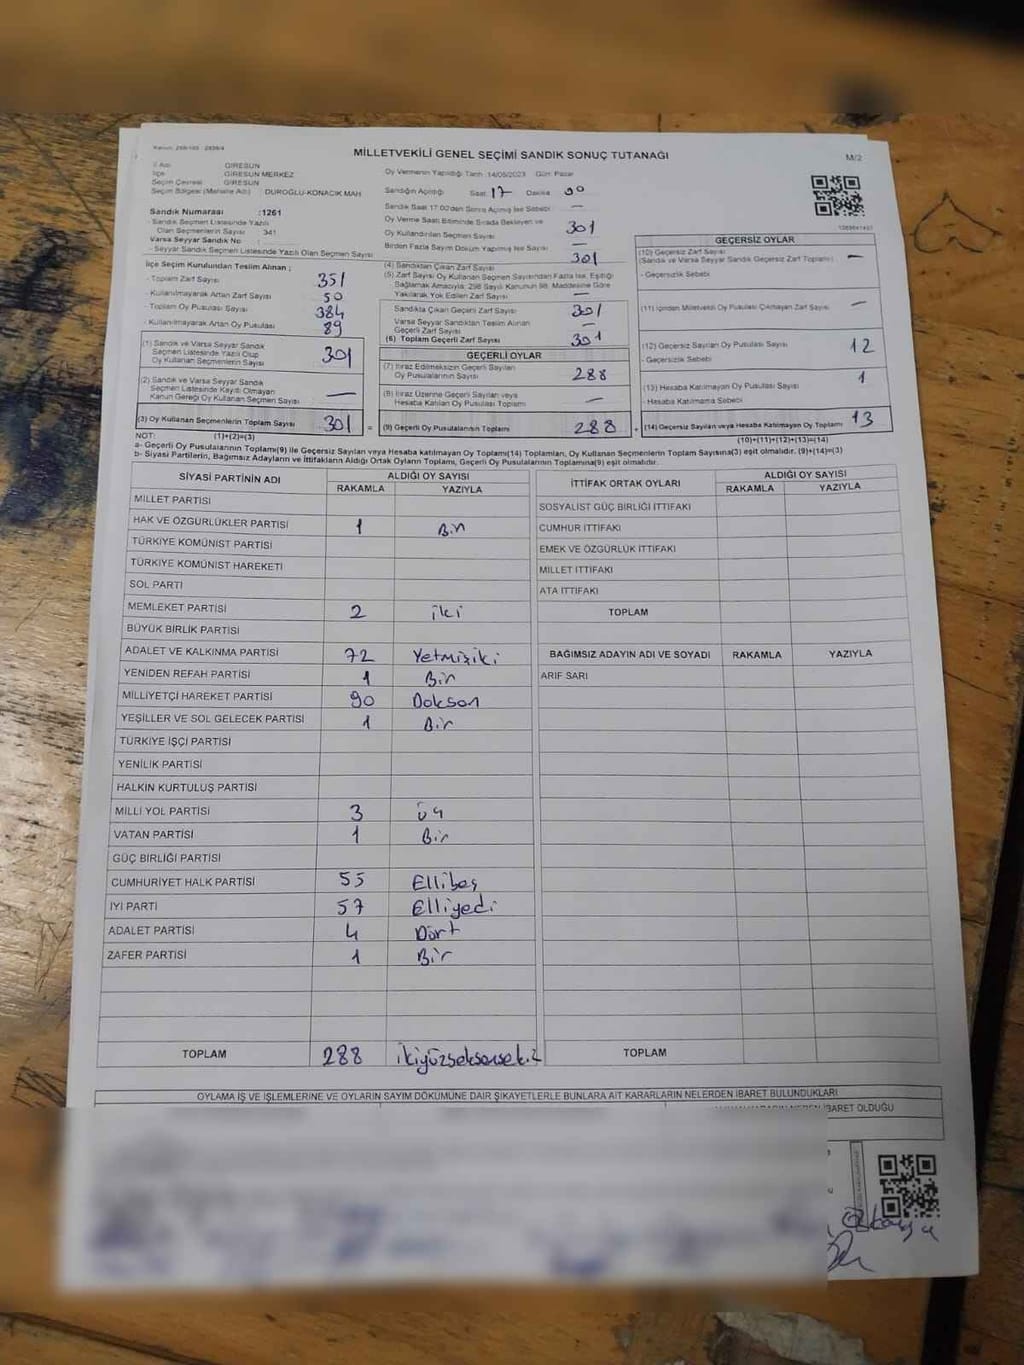 MİLLETVEKİLİ GENEL SEÇİMİ SANDIK SONUÇ TUTANAĞI
M/2
İl Adı GİRESUN
İlçe GİRESUN MERKEZ
Seçim Çevresi GİRESUN
Seçim Bölgesi (Mahalle Adı) DUROĞLU-KONACIK MAH
Oy Vermenin Yapıldığı Tarih :14/05/2023 Gün: Pazar
Sandığın Açıldığı Saat 17 Dakika
Sandık Saat 17:00'den Sonra Açılmış İse Sebebi —
Oy Verme Saati Bitiminde Sırada Bekleyen ve
Oy Kullandırılan Seçmen Sayısı 301
Birden Fazla Sayım Döküm Yapılmış İse Sayısı —
Sandık Numarası :1261
Sandık Seçmen Listesinde Yazılı
Olan Seçmenlerin Sayısı 341
Varsa Seyyar Sandık No :
- Seyyar Sandık Seçmen Listesinde Yazılı Olan Seçmen Sayısı
İlçe Seçim Kurulundan Teslim Alınan ;
- Toplam Zarf Sayısı 351
- Kullanılmayarak Artan Zarf Sayısı 50
- Toplam Oy Pusulası Sayısı 384
- Kullanılmayarak Artan Oy Pusulası 89
(1) Sandık ve Varsa Seyyar Sandık
Seçmen Listesinde Yazılı Olup
Oy Kullanan Seçmenlerin Sayısı 301
(2) Sandık ve Varsa Seyyar Sandık
Seçmen Listesinde Kayıtlı Olmayan
Kanun Gereği Oy Kullanan Seçmen Sayısı —
(3) Oy Kullanan Seçmenlerin Toplam Sayısı 301 =
(4) Sandıktan Çıkan Zarf Sayısı 301
(5) Zarf Sayısı Oy Kullanan Seçmen Sayısından Fazla İse, Eşitliği
Sağlamak Amacıyla; 298 Sayılı Kanunun 98. Maddesine Göre
Yakılarak Yok Edilen Zarf Sayısı —
Sandıkta Çıkan Geçerli Zarf Sayısı 301
Varsa Seyyar Sandıktan Teslim Alınan
Geçerli Zarf Sayısı —
(6) Toplam Geçerli Zarf Sayısı 301
GEÇERLİ OYLAR
(7) İtiraz Edilmeksizin Geçerli Sayılan
Oy Pusulalarının Sayısı 288
(8) İtiraz Üzerine Geçerli Sayılan veya
Hesaba Katılan Oy Pusulası Toplamı —
(9) Geçerli Oy Pusulalarının Toplamı 288 +
GEÇERSİZ OYLAR
(10) Geçersiz Zarf Sayısı
(Sandık ve Varsa Seyyar Sandık Geçersiz Zarf Toplamı) —
- Geçersizlik Sebebi
(11) İçinden Milletvekili Oy Pusulası Çıkmayan Zarf Sayısı —
(12) Geçersiz Sayılan Oy Pusulası Sayısı 12
- Geçersizlik Sebebi
(13) Hesaba Katılmayan Oy Pusulası Sayısı 1
- Hesaba Katılmama Sebebi
(14) Geçersiz Sayılan veya Hesaba Katılmayan Oy Toplamı 13
NOT: (1)+(2)=(3) (10)+(11)+(12)+(13)=(14)
a- Geçerli Oy Pusulalarının Toplamı(9) ile Geçersiz Sayılan veya Hesaba katılmayan Oy Toplamı(14) Toplamları, Oy Kullanan Seçmenlerin Toplam Sayısına(3) eşit olmalıdır. (9)+(14)=(3)
b- Siyasi Partilerin, Bağımsız Adayların ve İttifakların Aldığı Ortak Oyların Toplamı, Geçerli Oy Pusulalarının Toplamına(9) eşit olmalıdır.
SİYASİ PARTİNİN ADI ALDIĞI OY SAYISI
RAKAMLA YAZIYLA
MİLLET PARTİSİ
HAK VE ÖZGÜRLÜKLER PARTİSİ 1 Bir
TÜRKİYE KOMÜNİST PARTİSİ
TÜRKİYE KOMÜNİST HAREKETİ
SOL PARTİ
MEMLEKET PARTİSİ 2 iki
BÜYÜK BİRLİK PARTİSİ
ADALET VE KALKINMA PARTİSİ 72 Yetmişiki
YENİDEN REFAH PARTİSİ 1 Bir
MİLLİYETÇİ HAREKET PARTİSİ 90 Doksan
YEŞİLLER VE SOL GELECEK PARTİSİ 1 Bir
TÜRKİYE İŞÇİ PARTİSİ
YENİLİK PARTİSİ
HALKIN KURTULUŞ PARTİSİ
MİLLİ YOL PARTİSİ 3 üç
VATAN PARTİSİ 1 Bir
GÜÇ BİRLİĞİ PARTİSİ
CUMHURİYET HALK PARTİSİ 55 Ellibeş
İYİ PARTİ 57 Elliyedi
ADALET PARTİSİ 4 Dört
ZAFER PARTİSİ 1 Bir
TOPLAM 288 ikiyüzseksensekiz
İTTİFAK ORTAK OYLARI ALDIĞI OY SAYISI
RAKAMLA YAZIYLA
SOSYALİST GÜÇ BİRLİĞİ İTTİFAKI
CUMHUR İTTİFAKI
EMEK VE ÖZGÜRLÜK İTTİFAKI
MİLLET İTTİFAKI
ATA İTTİFAKI
TOPLAM
BAĞIMSIZ ADAYIN ADI VE SOYADI RAKAMLA YAZIYLA
ARİF SARI
TOPLAM
OYLAMA İŞ VE İŞLEMLERİNE VE OYLARIN SAYIM DÖKÜMÜNE DAİR ŞİKAYETLERLE BUNLARA AİT KARARLARIN NELERDEN İBARET BULUNDUKLARI
İBARET OLDUĞU